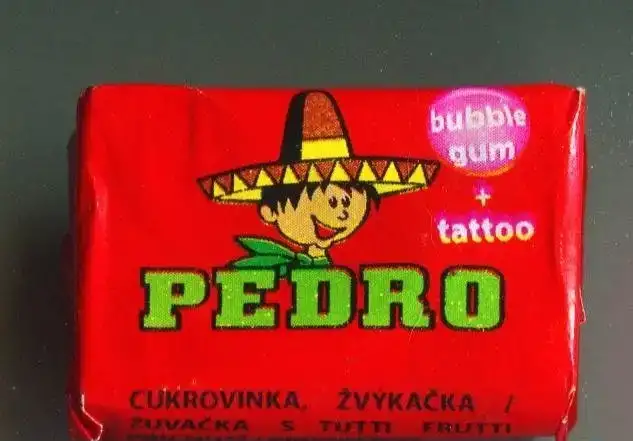 bubble
gum
+
tattoo
PEDRO
CUKROVINKA, ŽVÝKAČKA /
ŽUVAČKA S TUTTI FRUTTI